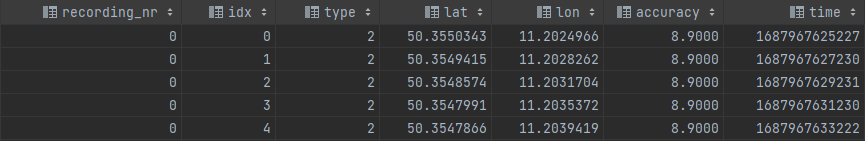 recording_nr idx type lat lon accuracy time
0 0 2 50.3550343 11.2024966 8.9000 1687967625227
0 1 2 50.3549415 11.2028262 8.9000 1687967627230
0 2 2 50.3548574 11.2031704 8.9000 1687967629231
0 3 2 50.3547991 11.2035372 8.9000 1687967631230
0 4 2 50.3547866 11.2039419 8.9000 1687967633222